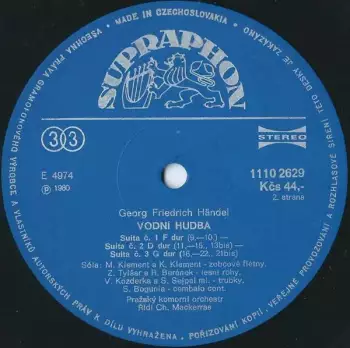 VŠECHNA PRÁVA GRAMOFONOVÉHO VÝROBCE A VLASTNÍKŮ AUTORSKÝCH PRÁV K DÍLU VYHRAŽENA. POŘIZOVÁNÍ KOPIÍ, VEŘEJNÉ PROVOZOVÁNÍ A ROZHLASOVÉ ŠÍŘENÍ TÉTO DESKY JE ZAKÁZÁNO
• MADE IN CZECHOSLOVAKIA •
SUPRAPHON
33
STEREO
E 4974
Ⓟ 1980
1110 2629
Kčs 44,-
2. strana
Georg Friedrich Händel
VODNÍ HUDBA
Suita č. 1 F dur (9.—10.) —
Suita č. 2 D dur (11.—15., 13bis) —
Suita č. 3 G dur (16.—22., 21bis)
Sóla: M. Klement a K. Klement - zobcové flétny,
Z. Tylšar a R. Beránek - lesní rohy,
V. Kozderka a S. Sejpal ml. - trubky,
S. Bogunia - cembalo cont.
Pražský komorní orchestr
řídí Ch. Mackerras